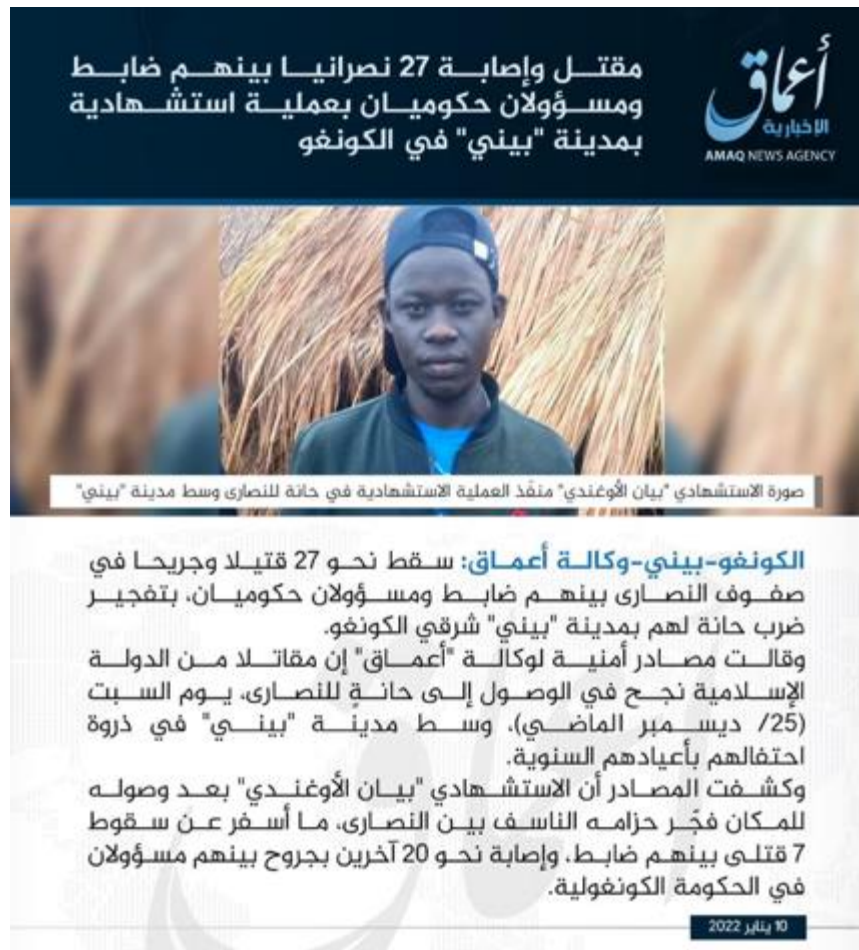 أعماق
الإخبارية
AMAQ NEWS AGENCY
مقتل وإصابة 27 نصرانيا بينهم ضابط
ومسؤولان حكوميان بعملية استشهادية
بمدينة "بيني" في الكونغو
صورة الاستشهادي "بيان الأوغندي" منفّذ العملية الاستشهادية في حانة للنصارى وسط مدينة "بيني"
الكونغو-بيني-وكالة أعماق: سقط نحو 27 قتيلا وجريحا في
صفوف النصارى بينهم ضابط ومسؤولان حكوميان، بتفجير
ضرب حانة لهم بمدينة "بيني" شرقي الكونغو.
وقالت مصادر أمنية لوكالة "أعماق" إن مقاتلا من الدولة
الإسلامية نجح في الوصول إلى حانةٍ للنصارى، يوم السبت
(25/ ديسمبر الماضي)، وسط مدينة "بيني" في ذروة
احتفالهم بأعيادهم السنوية.
وكشفت المصادر أن الاستشهادي "بيان الأوغندي" بعد وصوله
للمكان فجّر حزامه الناسف بين النصارى، ما أسفر عن سقوط
7 قتلى بينهم ضابط، وإصابة نحو 20 آخرين بجروح بينهم مسؤولان
في الحكومة الكونغولية.
10 يناير 2022